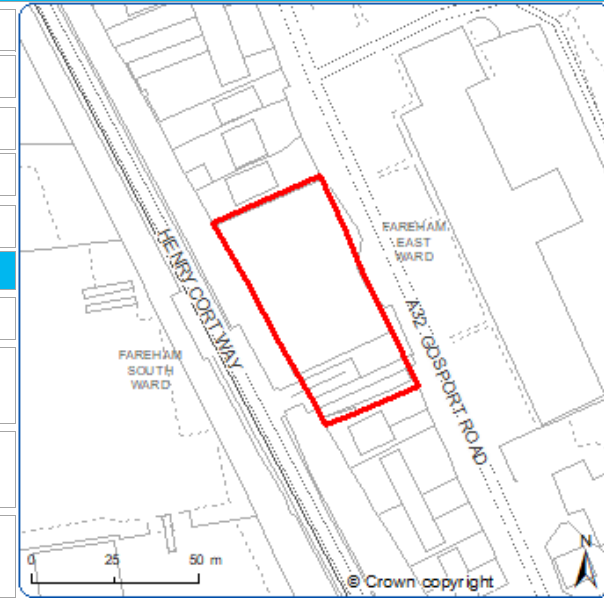 FAREHAM
EAST
WARD
HENRY CORT WAY
A32 GOSPORT ROAD
FAREHAM
SOUTH
WARD
0 25 50 m
N
© Crown copyright